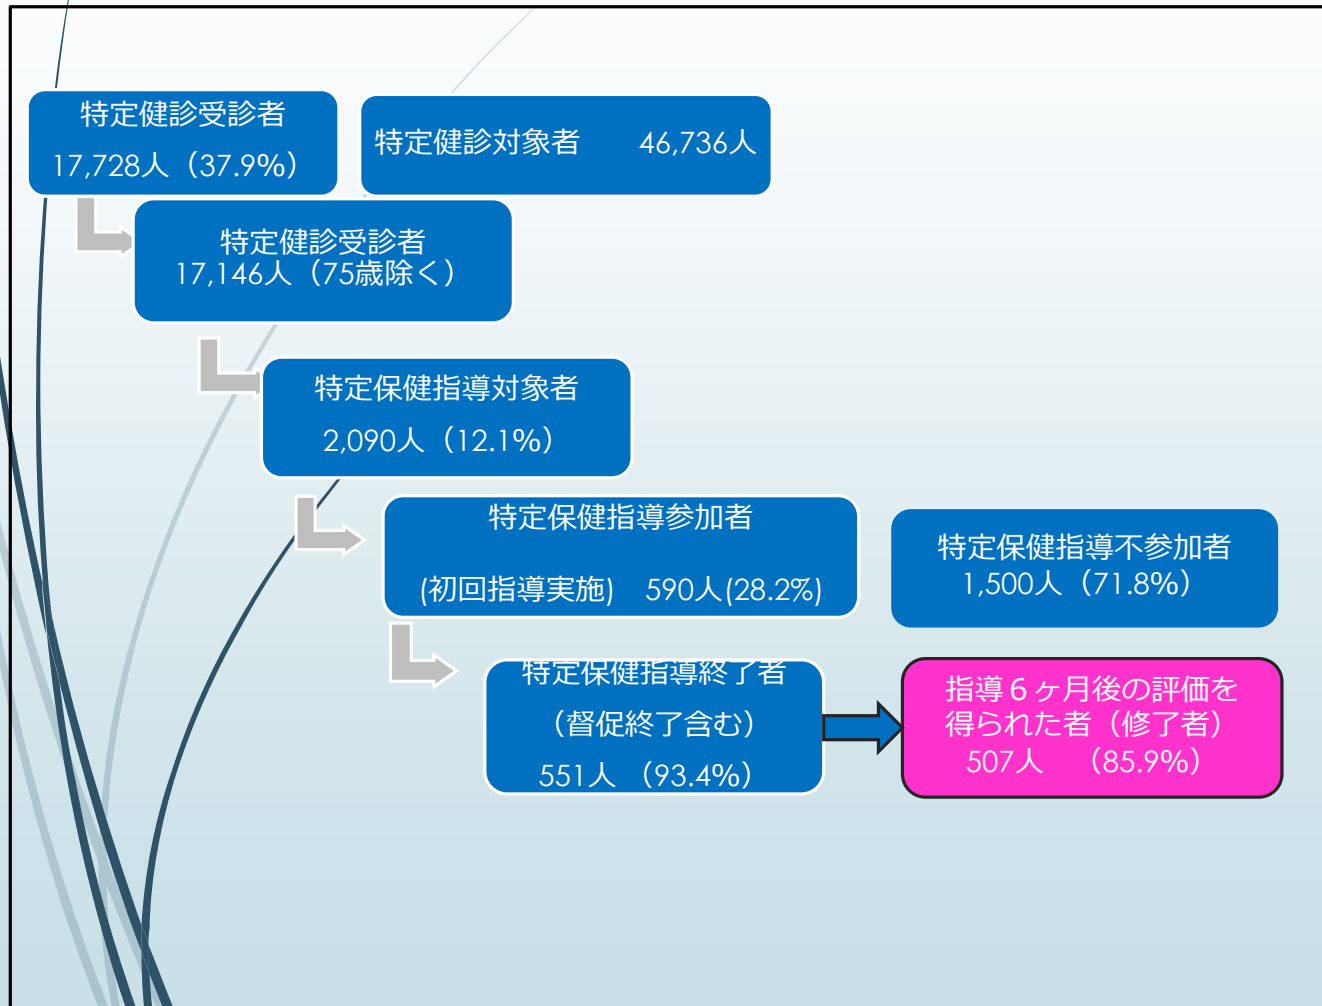 特定健診受診者
17,728人（37.9%）
特定健診対象者　　46,736人
特定健診受診者
17,146人（75歳除く）
特定保健指導対象者
2,090人（12.1%）
特定保健指導参加者
(初回指導実施)　590人(28.2%)
特定保健指導不参加者
1,500人（71.8%）
特定保健指導終了者
（督促終了含む）
551人（93.4%）
指導６ヶ月後の評価を
得られた者（修了者）
507人　（85.9%）